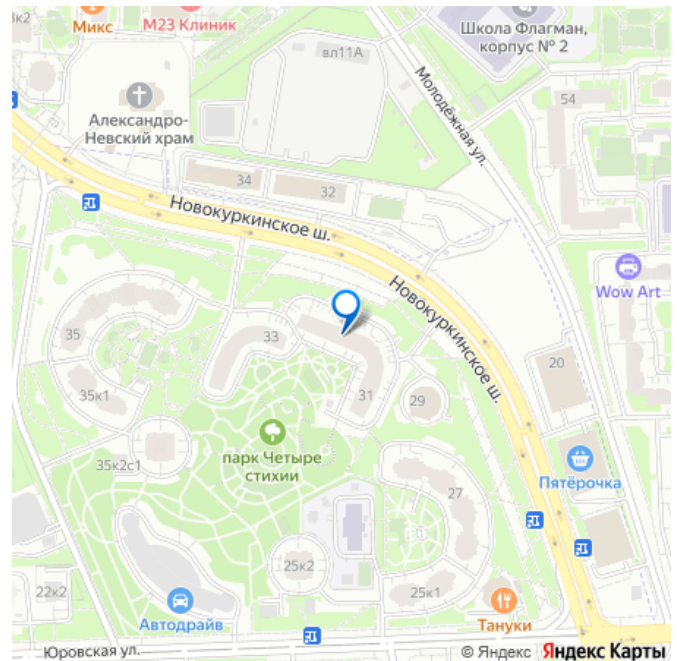 35к2
Микс
М23 Клиник
Школа Флагман,
корпус № 2
вл11А
Александро-
Невский храм
Молодёжная ул.
54
34
32
Новокуркинское ш.
Wow Art
Новокуркинское ш.
35
33
20
31
29
35к1
парк Четыре
стихии
35к2с1
Пятёрочка
27
25к2
22к2
25к1
Автодрайв
Тануки
Юровская ул.
© Яндекс Яндекс Карты